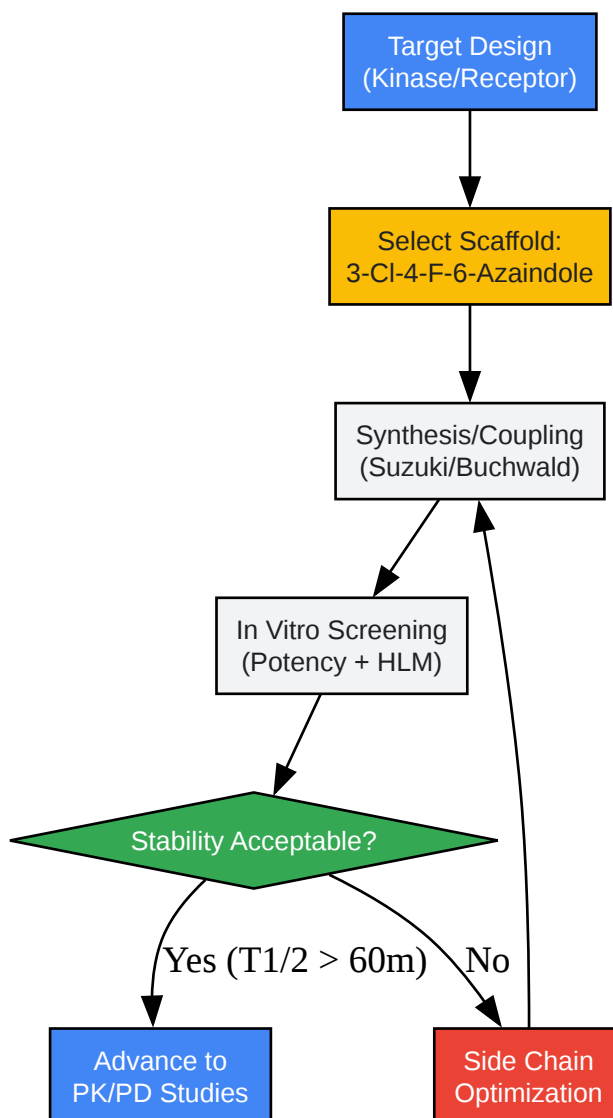 Target Design
(Kinase/Receptor)
Select Scaffold:
3-Cl-4-F-6-Azaindole
Synthesis/Coupling
(Suzuki/Buchwald)
In Vitro Screening
(Potency + HLM)
Stability Acceptable?
Yes (T1/2 > 60m)
No
Advance to
PK/PD Studies
Side Chain
Optimization